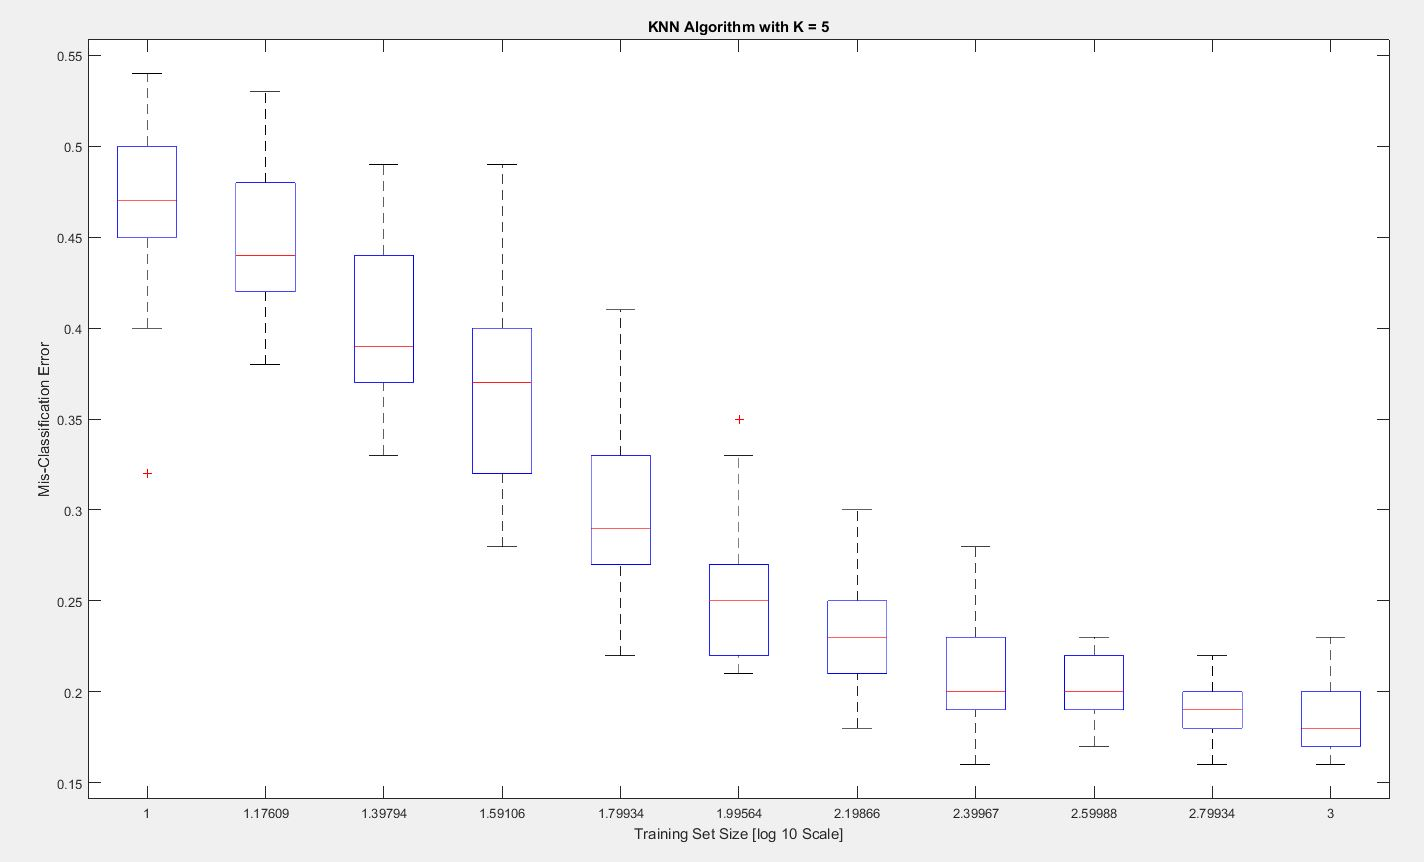 KNN Algorithm with K = 5
0.55
0.5
0.45
0.4
0.35
0.3
0.25
0.2
0.15
Mis-Classification Error
1 1.17609 1.39794 1.59106 1.79934 1.99564 2.19866 2.39967 2.59988 2.79934 3
Training Set Size [log 10 Scale]